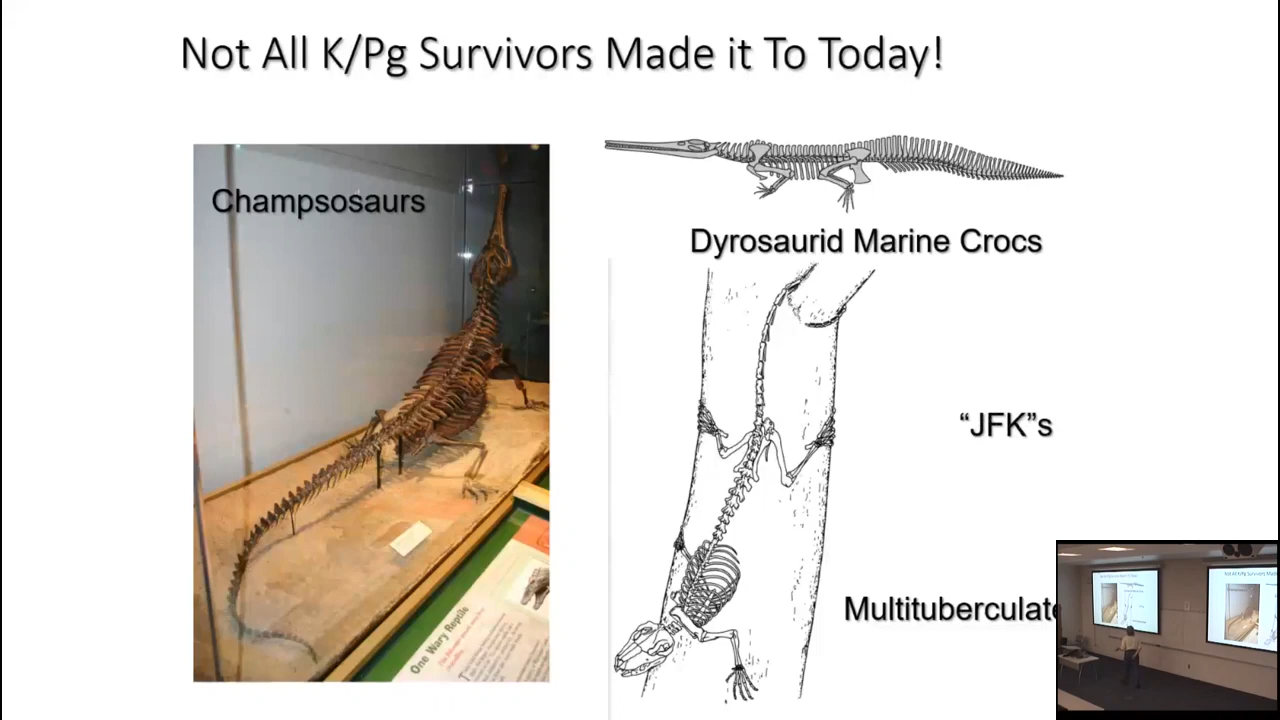 Not All K/Pg Survivors Made it To Today!
Champsosaurs
Dyrosaurid Marine Crocs
“JFK”s
Multituberculate
One Wary Reptile